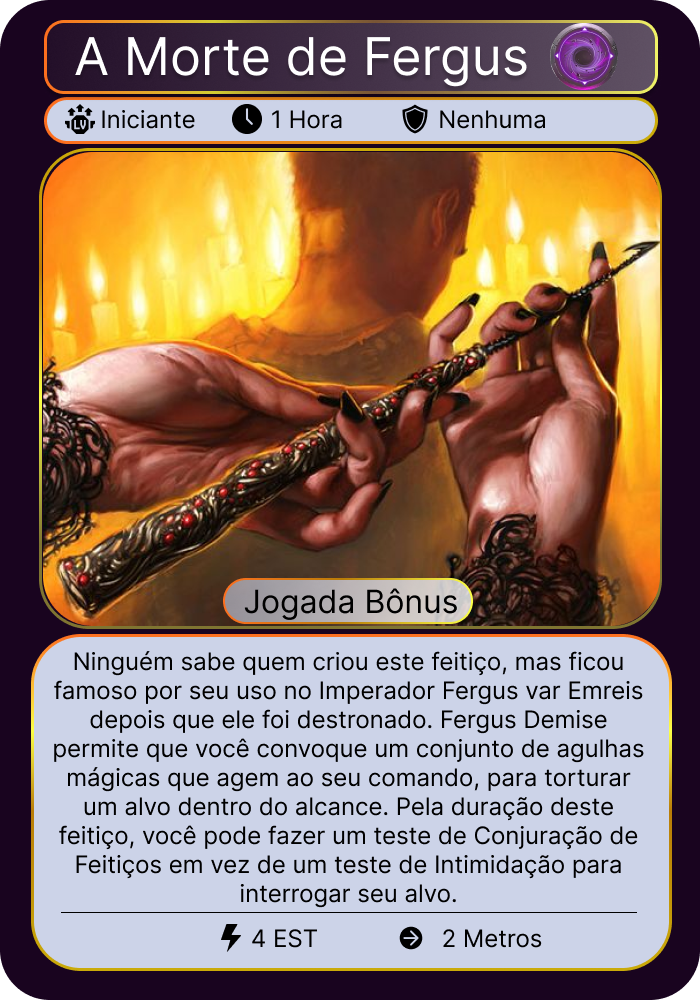 A Morte de Fergus
LV Iniciante 1 Hora Nenhuma
Jogada Bônus
Ninguém sabe quem criou este feitiço, mas ficou
famoso por seu uso no Imperador Fergus var Emreis
depois que ele foi destronado. Fergus Demise
permite que você convoque um conjunto de agulhas
mágicas que agem ao seu comando, para torturar
um alvo dentro do alcance. Pela duração deste
feitiço, você pode fazer um teste de Conjuração de
Feitiços em vez de um teste de Intimidação para
interrogar seu alvo.
4 EST 2 Metros